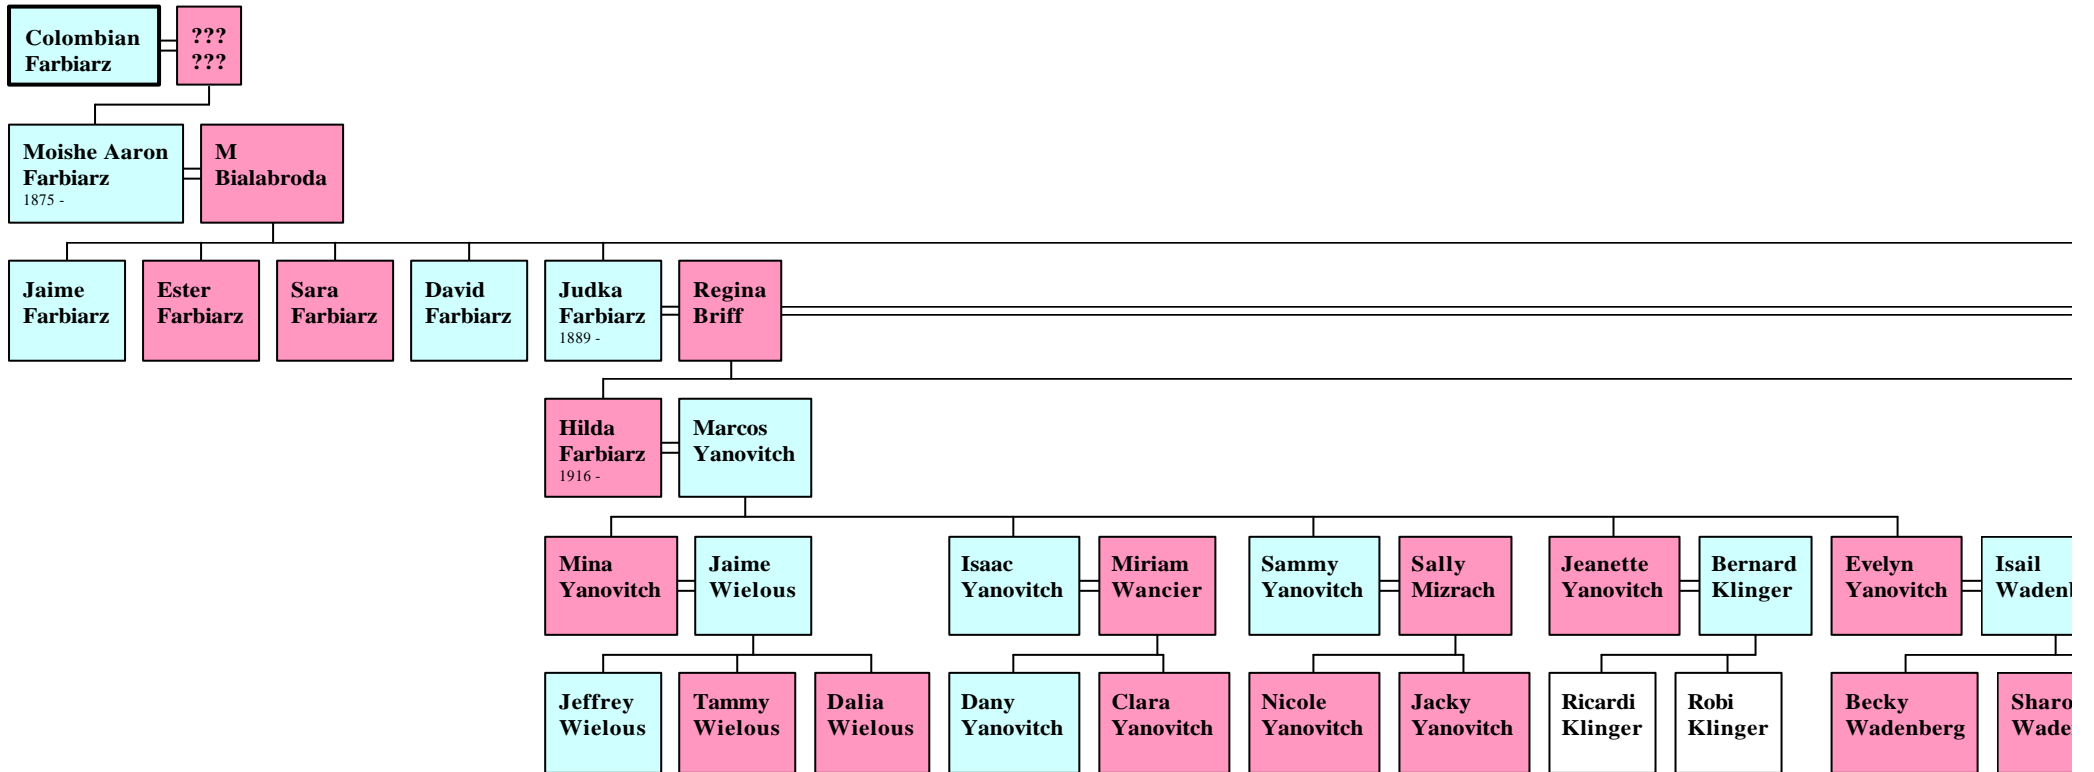 Colombian
Farbiarz
???
???
Moishe Aaron
Farbiarz
1875 -
M
Bialabroda
Jaime
Farbiarz
Ester
Farbiarz
Sara
Farbiarz
David
Farbiarz
Judka
Farbiarz
1889 -
Regina
Briff
Hilda
Farbiarz
1916 -
Marcos
Yanovitch
Mina
Yanovitch
Jaime
Wielous
Isaac
Yanovitch
Miriam
Wancier
Sammy
Yanovitch
Sally
Mizrach
Jeanette
Yanovitch
Bernard
Klinger
Evelyn
Yanovitch
Isail
Jeffrey
Wielous
Tammy
Wielous
Dalia
Wielous
Dany
Yanovitch
Clara
Yanovitch
Nicole
Yanovitch
Jacky
Yanovitch
Ricardi
Klinger
Robi
Klinger
Becky
Wadenberg